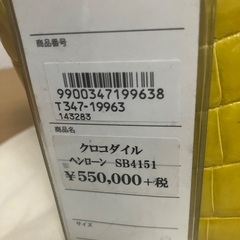 商品番号
9900347199638
T347-19963
143283
商品名
クロコダイル
ヘンローン SB4151
¥550,000+税
サイズ